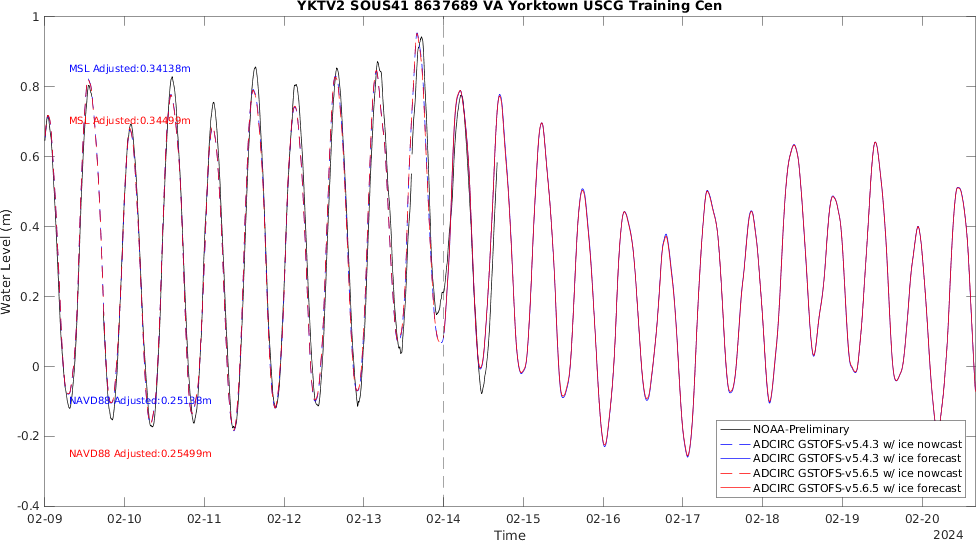 YKTV2 SOUS41 8637689 VA Yorktown USCG Training Cen
1
0.8
0.6
0.4
0.2
0
-0.2
-0.4
Water Level (m)
MSL Adjusted:0.34138m
MSL Adjusted:0.34499m
NAVD88 Adjusted:0.25138m
NAVD88 Adjusted:0.25499m
NOAA-Preliminary
ADCIRC GSTOFS-v5.4.3 w/ ice nowcast
ADCIRC GSTOFS-v5.4.3 w/ ice forecast
ADCIRC GSTOFS-v5.6.5 w/ ice nowcast
ADCIRC GSTOFS-v5.6.5 w/ ice forecast
02-09 02-10 02-11 02-12 02-13 02-14 02-15 02-16 02-17 02-18 02-19 02-20
Time
2024